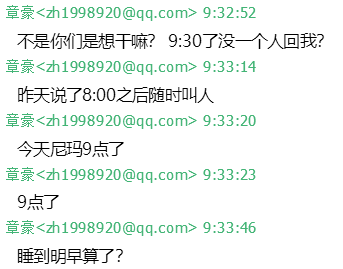 章豪<zh1998920@qq.com> 9:32:52
不是你们是想干嘛? 9:30了没一个人回我?
章豪<zh1998920@qq.com> 9:33:14
昨天说了8:00之后随时叫人
章豪<zh1998920@qq.com> 9:33:20
今天尼玛9点了
章豪<zh1998920@qq.com> 9:33:23
9点了
章豪<zh1998920@qq.com> 9:33:46
睡到明早算了?